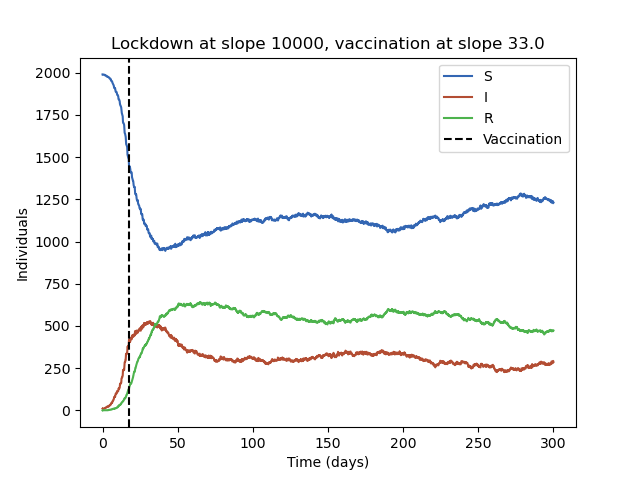 Lockdown at slope 10000, vaccination at slope 33.0
S
I
R
Vaccination
Individuals
2000
1750
1500
1250
1000
750
500
250
0
0 50 100 150 200 250 300
Time (days)